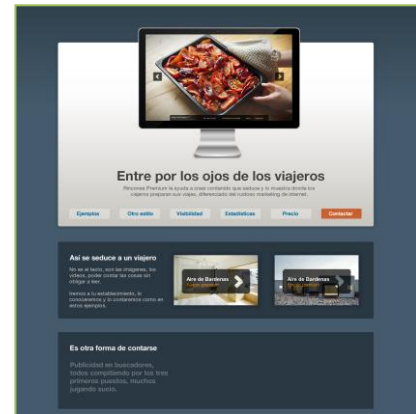 Entre por los ojos de los viajeros
Rincones Premium le ayuda a crear contenido que seduce y lo muestra donde los
viajeros preparan sus viajes, diferenciado del ruidoso marketing de internet.
Ejemplos Otro estilo Visibilidad Estadísticas Precio Contactar
Así se seduce a un viajero
No es el texto, son las imágenes, los
vídeos, poder contar las cosas sin
obligar a leer.
Iremos a tu establecimiento, lo
conoceremos y lo contaremos como en
estos ejemplos.
Aire de Bardenas
Aire de Bardenas
Es otra forma de contarse
Publicidad en buscadores,
todos compitiendo por los tres
primeros puestos, muchos
jugando sucio.